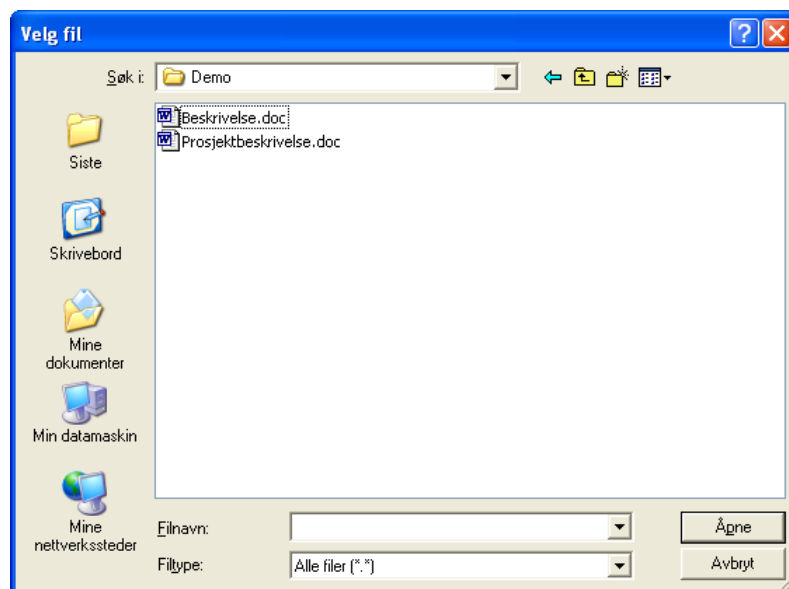 Velg fil
Søk i:
Demo
Beskrivelse.doc
Prosjektbeskrivelse.doc
Siste
Skrivebord
Mine
dokumenter
Min datamaskin
Mine
nettverkssteder
Filnavn:
Åpne
Filtype:
Alle filer (*.*)
Avbryt